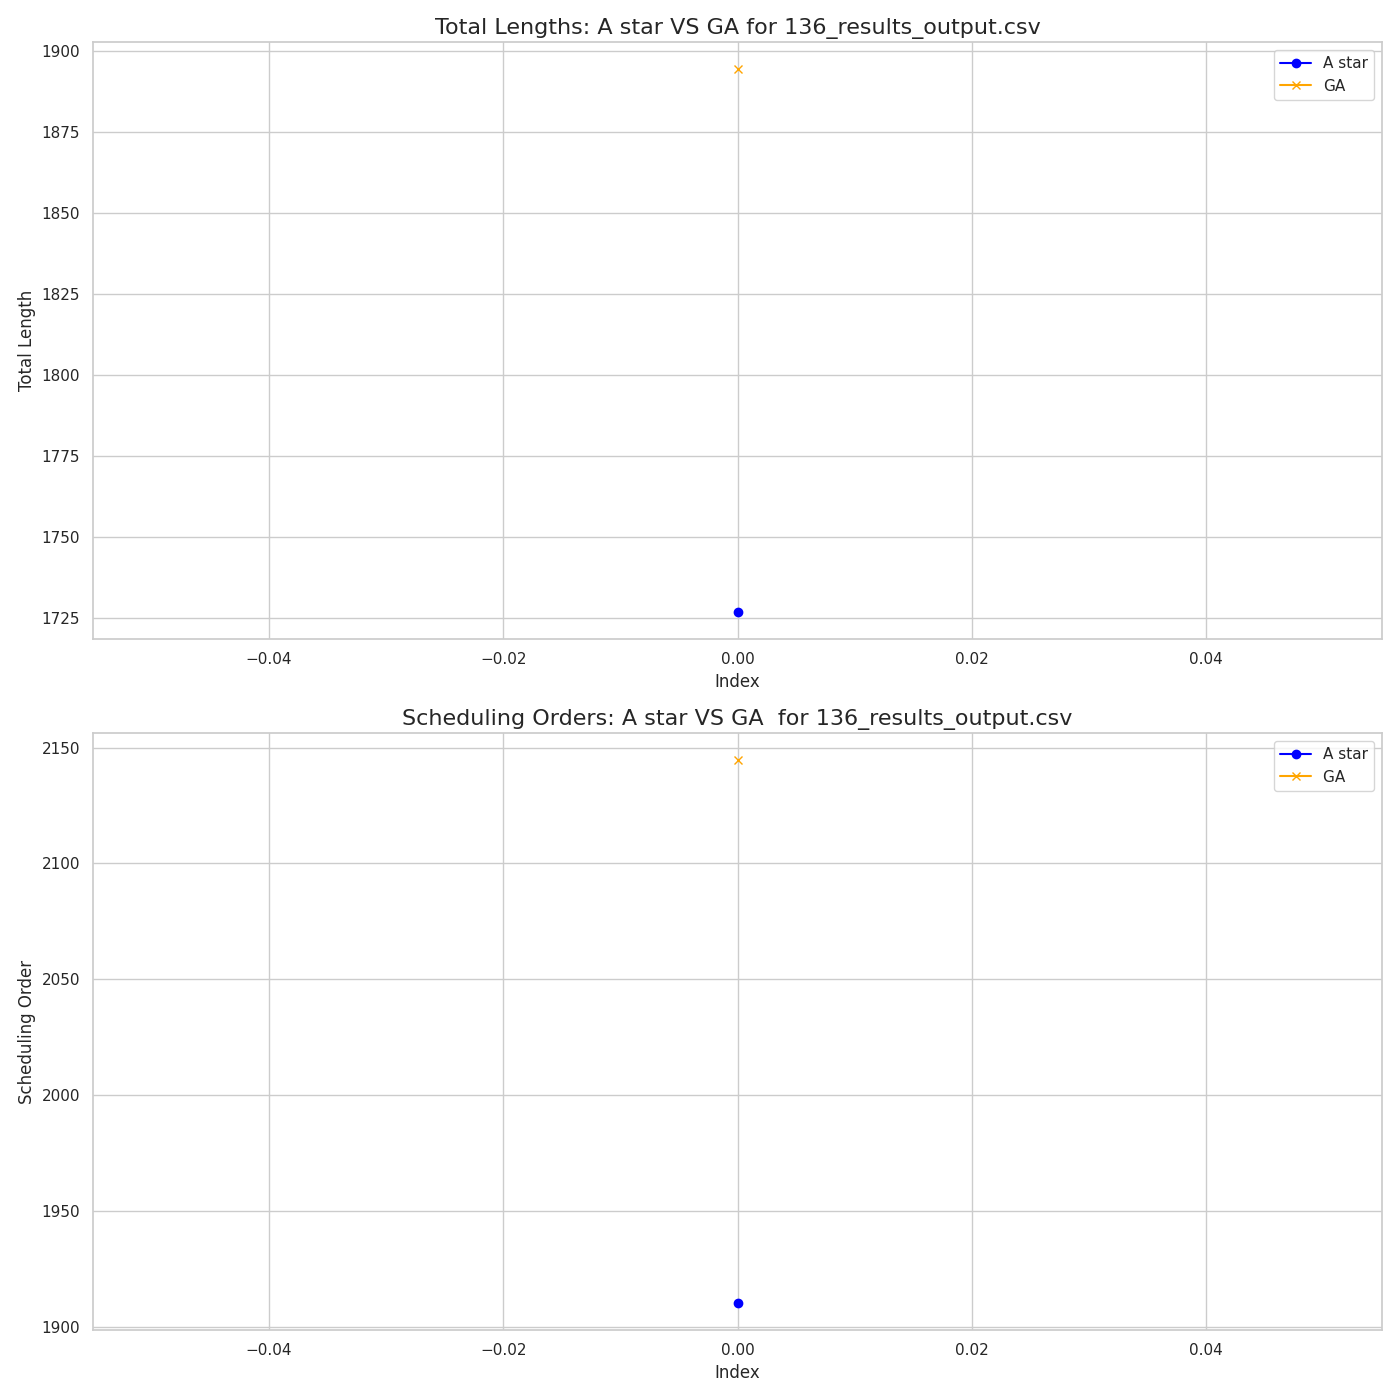 Total Lengths: A star VS GA for 136_results_output.csv
1900
1875
1850
1825
1800
1775
1750
1725
Total Length
A star
GA
−0.04 −0.02 0.00 0.02 0.04
Index
Scheduling Orders: A star VS GA  for 136_results_output.csv
2150
2100
2050
2000
1950
1900
Scheduling Order
A star
GA
−0.04 −0.02 0.00 0.02 0.04
Index